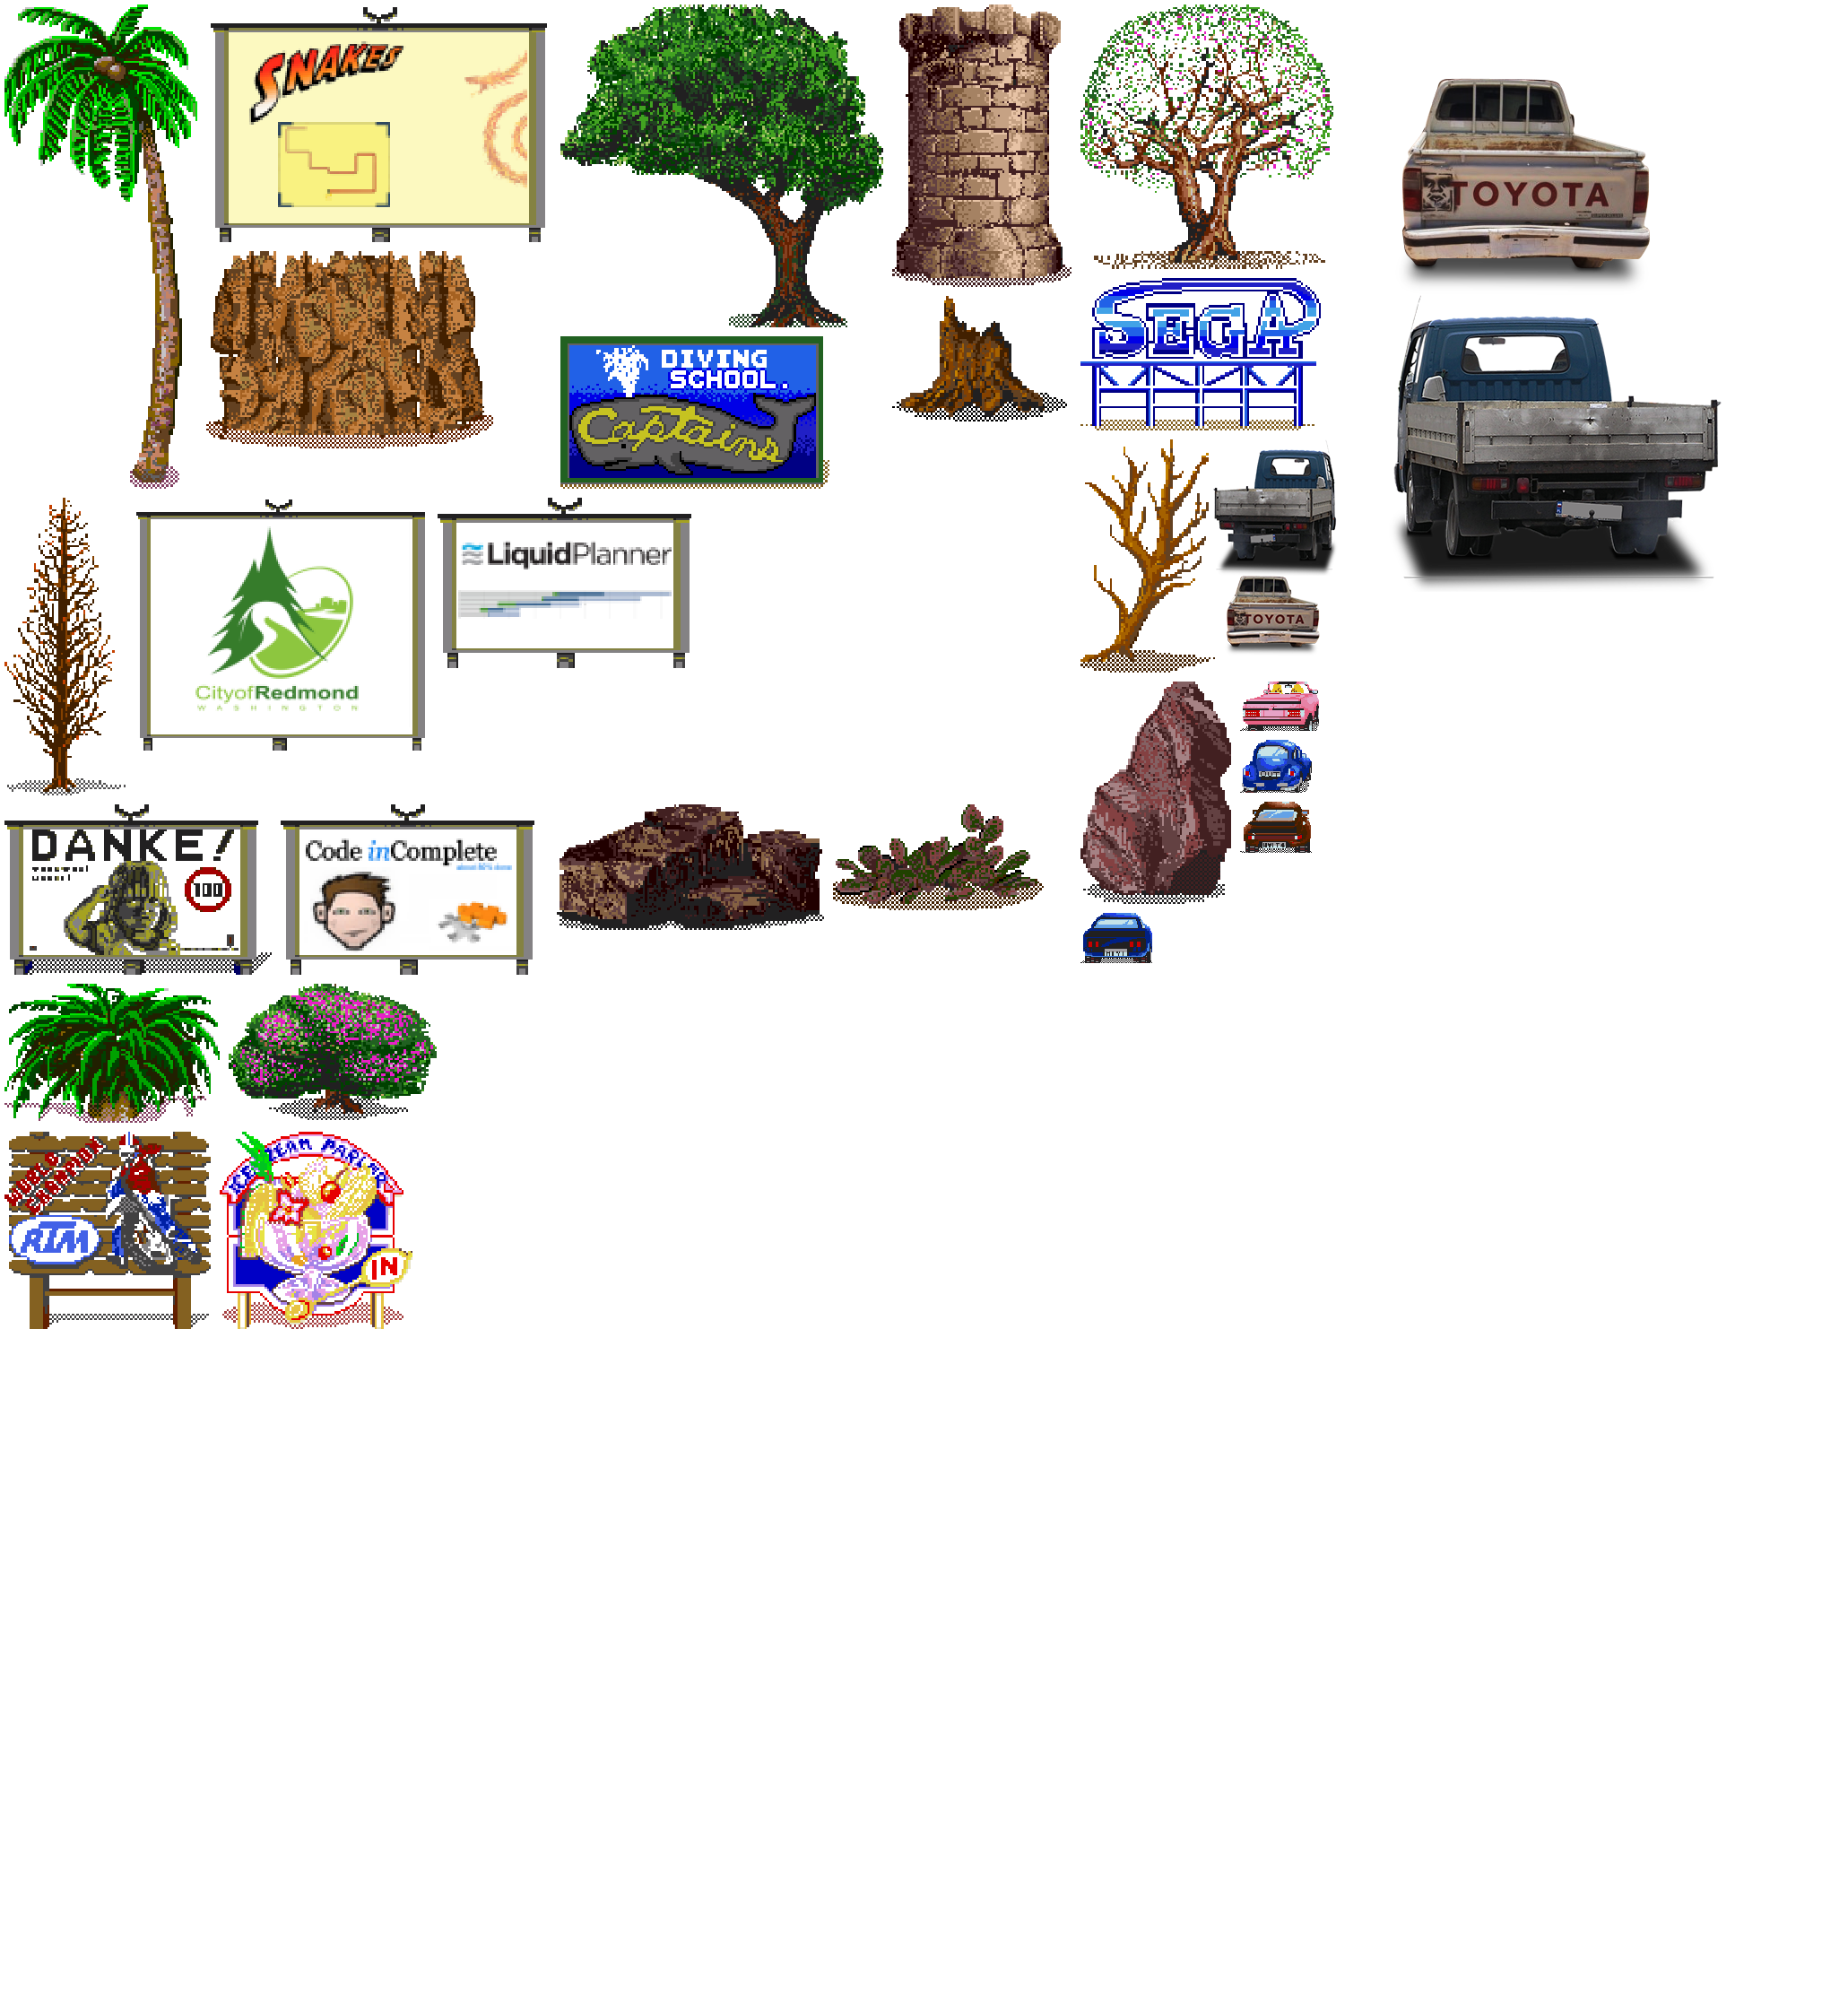 SNAKES
TOYOTA
DIVING
SCHOOL.
Captains
SEGA
LiquidPlanner
CityofRedmond
WASHINGTON
TOYOTA
DANKE!
100
Code inComplete
WORLD
CHAMPION
RTM
ICE CREAM PARLOR
IN